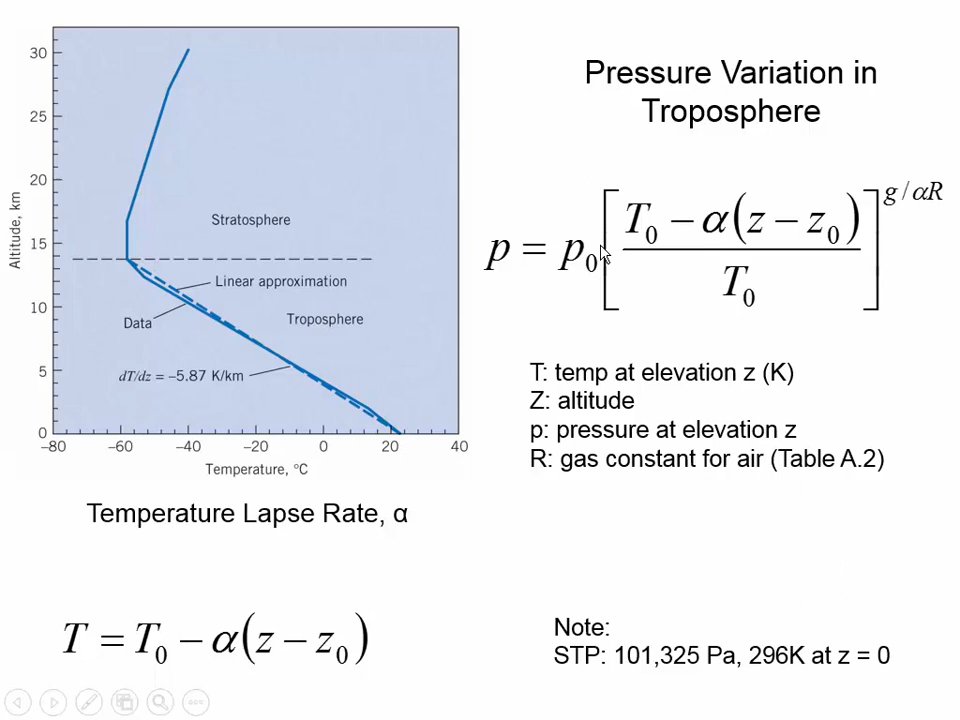 Pressure Variation in
Troposphere
30
25
20
15
10
5
0
Altitude, km
Stratosphere
Linear approximation
Data
Troposphere
dT/dz = −5.87 K/km
−80 −60 −40 −20 0 20 40
Temperature, °C
p = p₀[(T₀ − α(z − z₀))/T₀]^(g/αR)
T: temp at elevation z (K)
Z: altitude
p: pressure at elevation z
R: gas constant for air (Table A.2)
Temperature Lapse Rate, α
T = T₀ − α(z − z₀)
Note:
STP: 101,325 Pa, 296K at z = 0